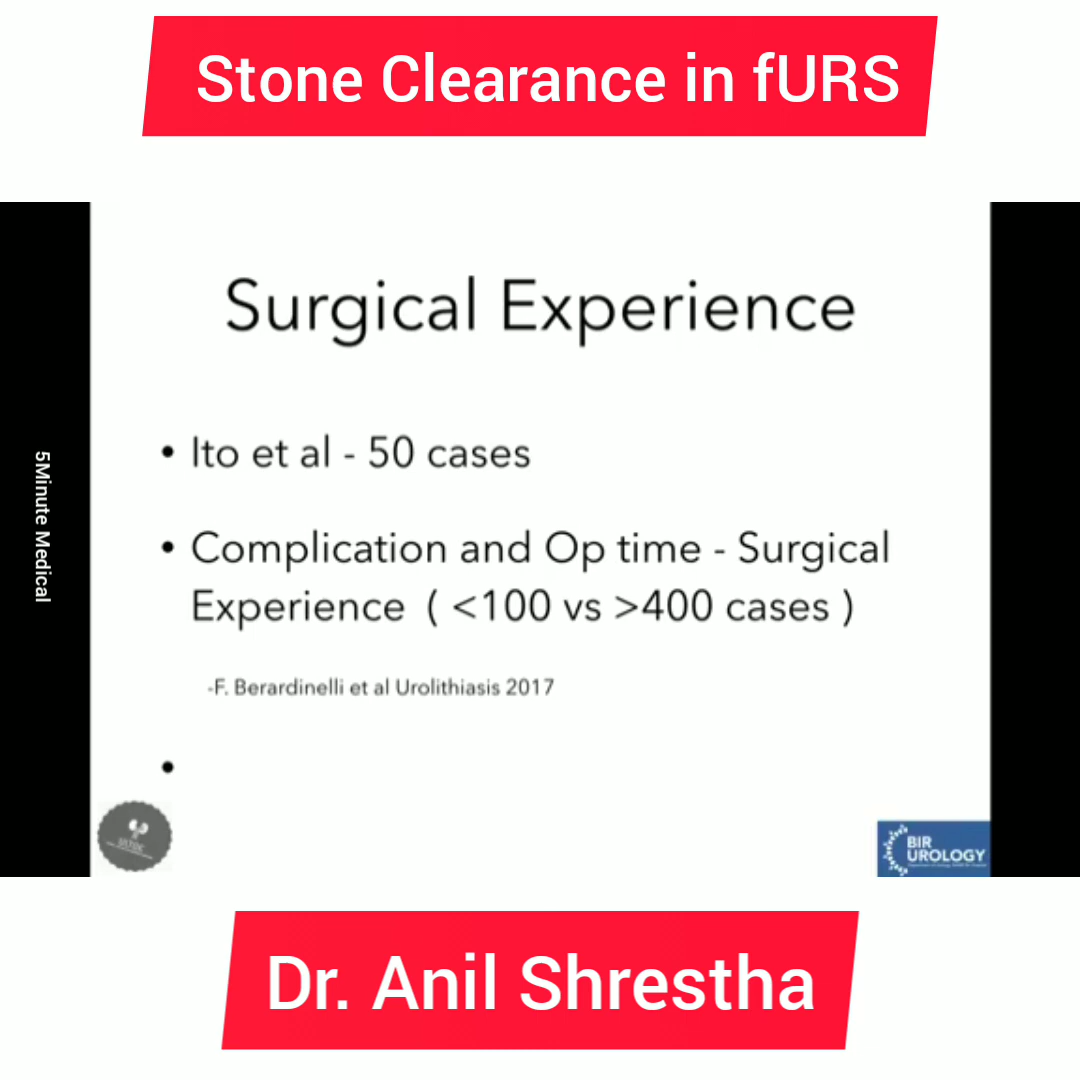 Stone Clearance in fURS
Surgical Experience
• Ito et al - 50 cases
• Complication and Op time - Surgical
Experience ( <100 vs >400 cases )
-F. Berardinelli et al Urolithiasis 2017
•
5Minute Medical
BIR
UROLOGY
Dr. Anil Shrestha